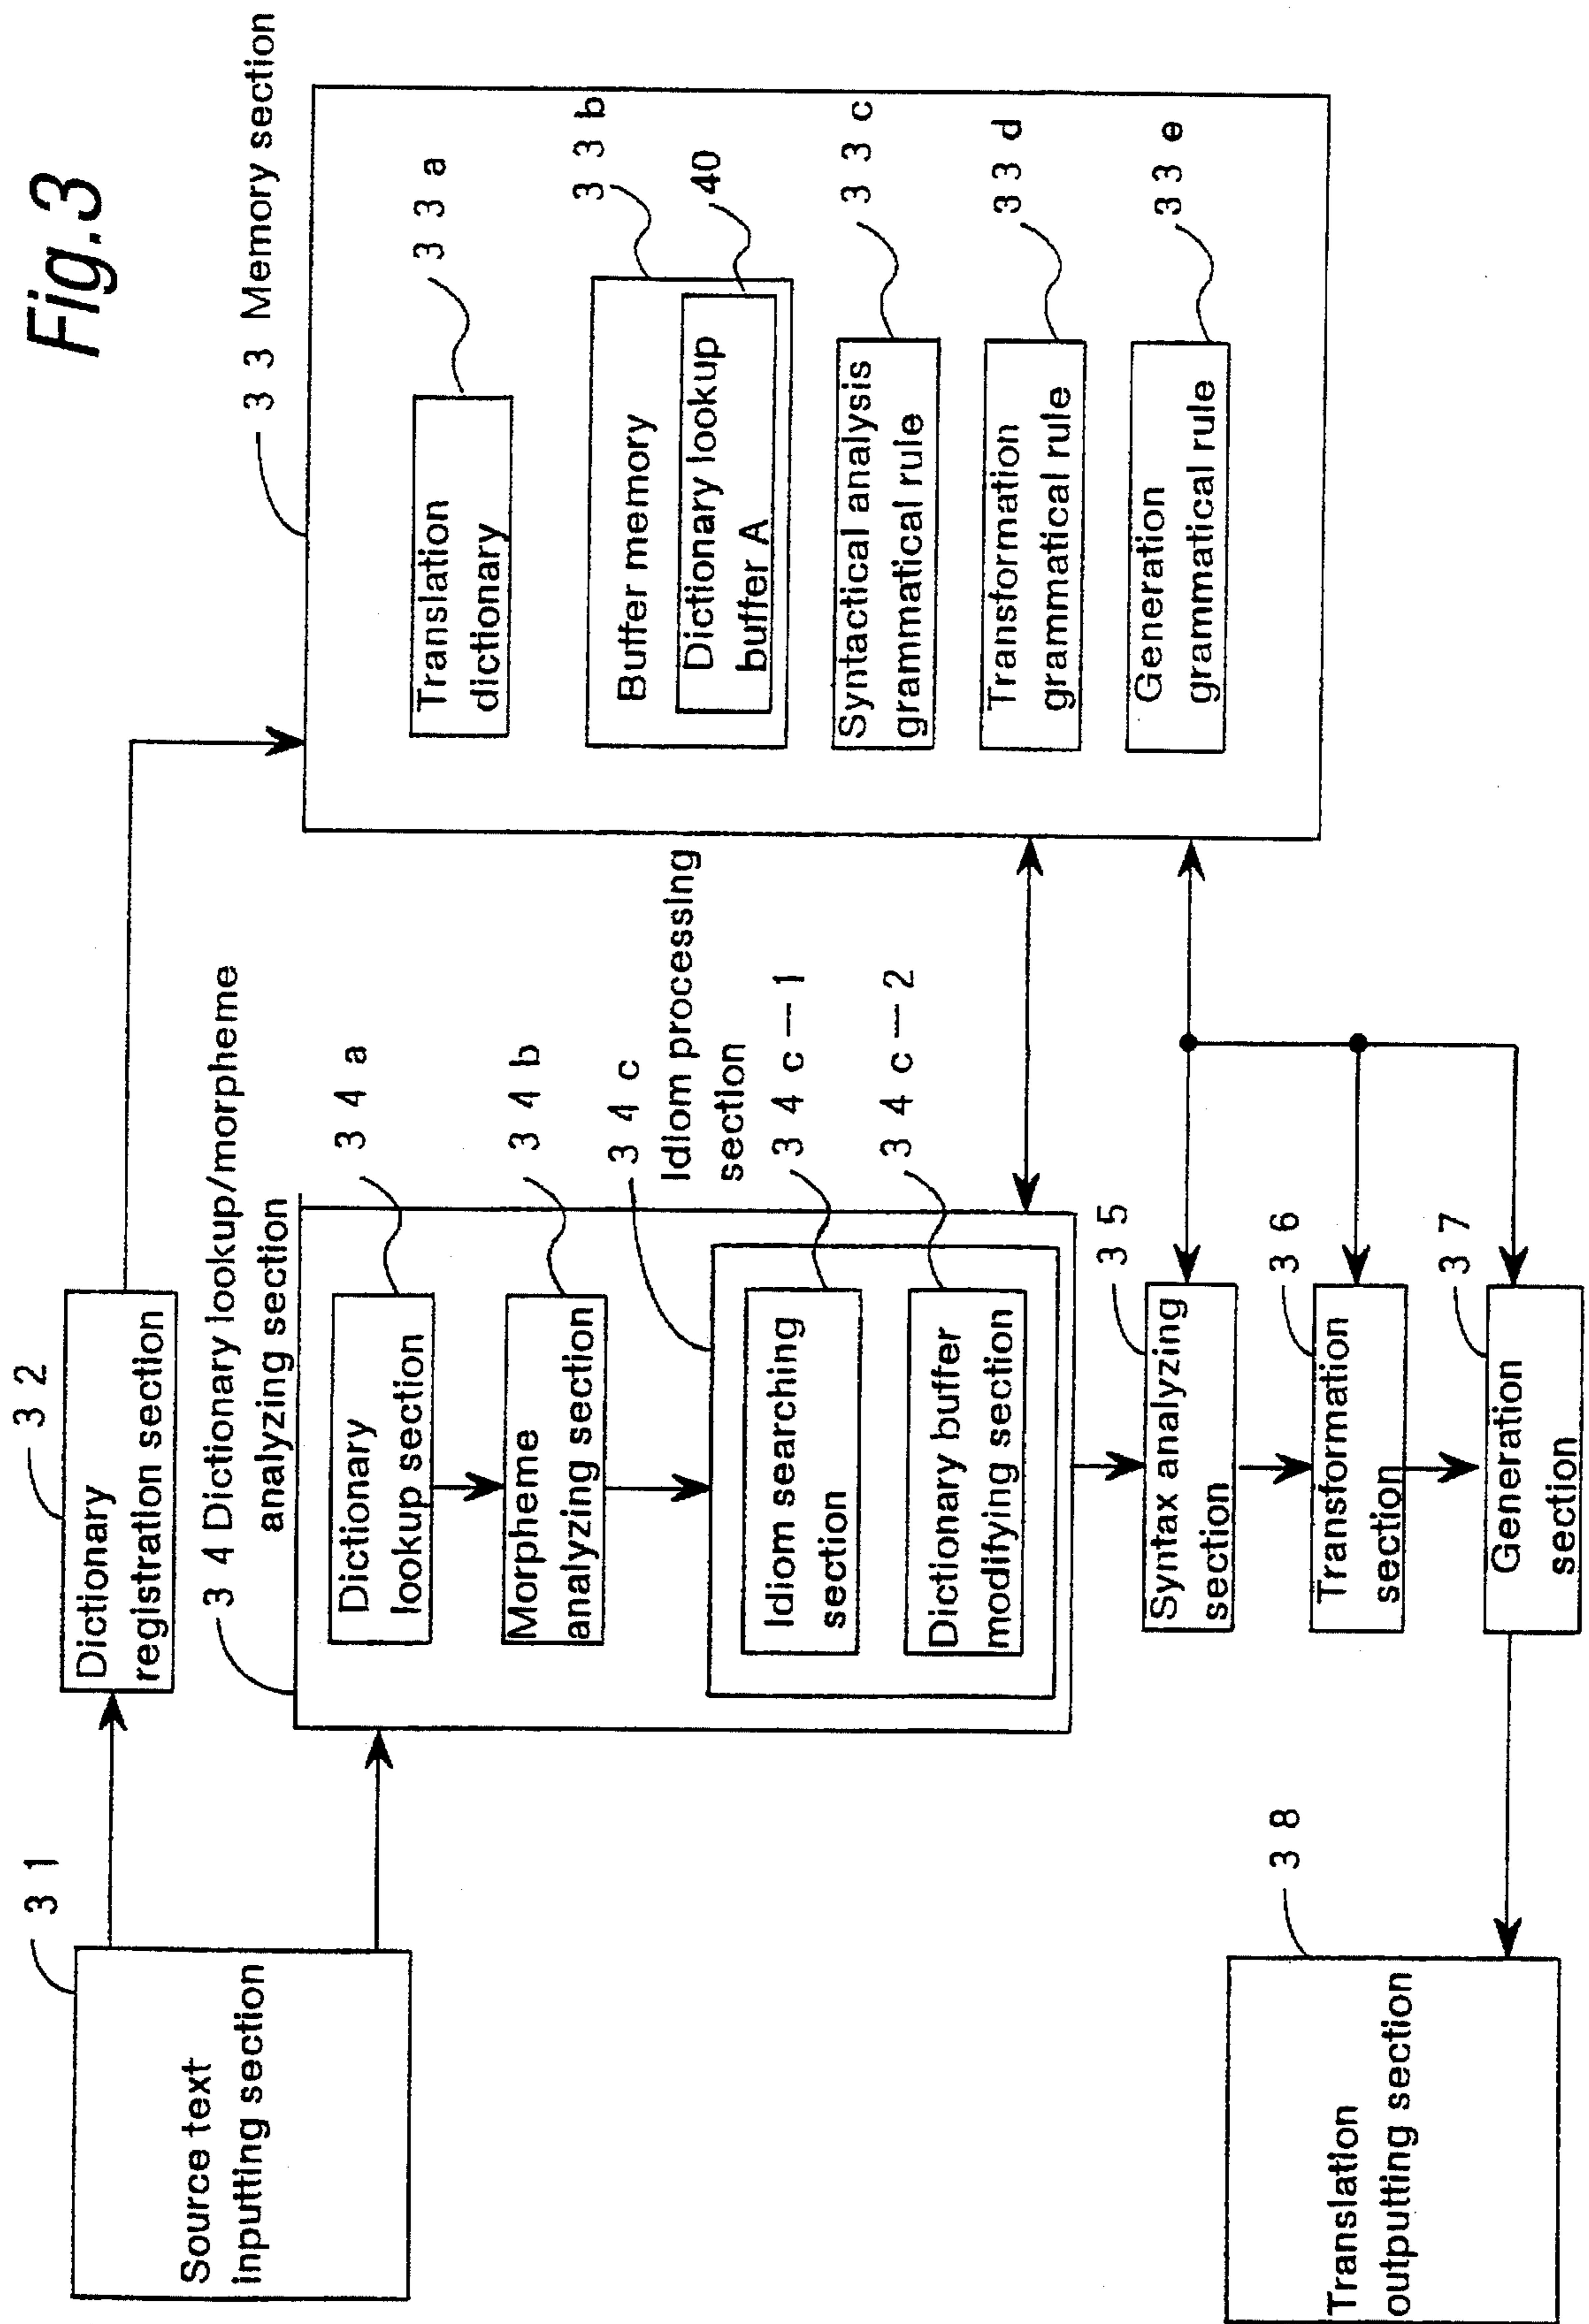 Fig.3
31
Source text
inputting section
32
Dictionary
registration section
33 Memory section
33a
Translation
dictionary
33b
Buffer memory
40
Dictionary lookup
buffer A
33c
Syntactical analysis
grammatical rule
33d
Transformation
grammatical rule
33e
Generation
grammatical rule
34 Dictionary lookup/morpheme
analyzing section
34a
Dictionary
lookup section
34b
Morpheme
analyzing section
34c
Idiom processing
section
34c-1
Idiom searching
section
34c-2
Dictionary buffer
modifying section
35
Syntax analyzing
section
36
Transformation
section
37
Generation
section
38
Translation
outputting section